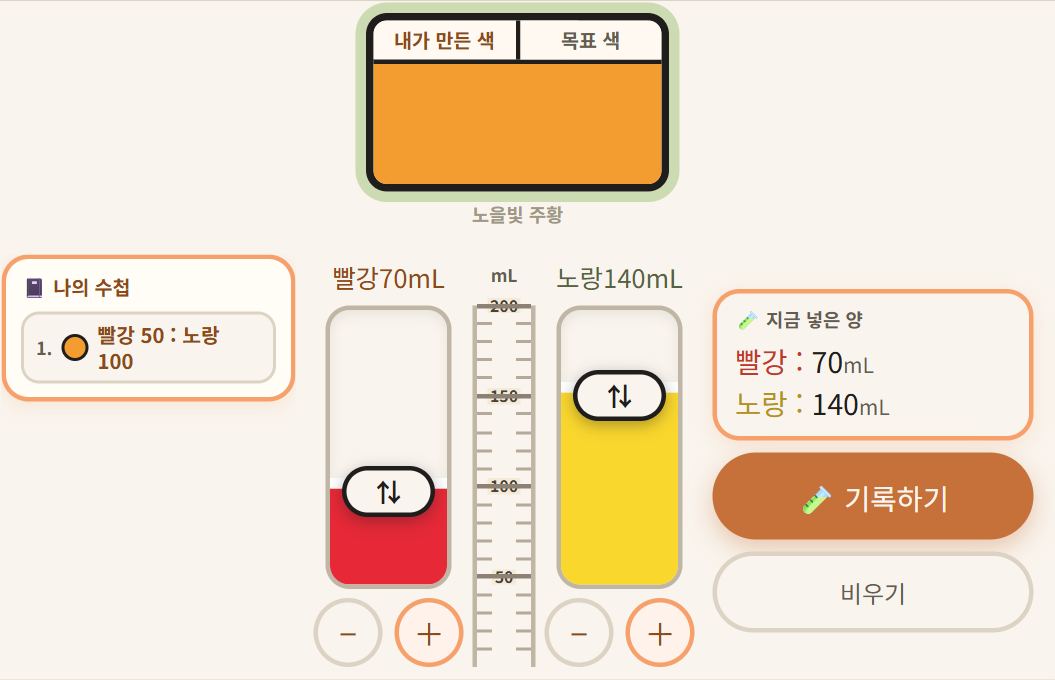 내가 만든 색
목표 색
노을빛 주황
나의 수첩
1. 빨강 50 : 노랑
100
빨강70mL
mL
노랑140mL
200
150
100
50
지금 넣은 양
빨강 : 70mL
노랑 : 140mL
기록하기
비우기